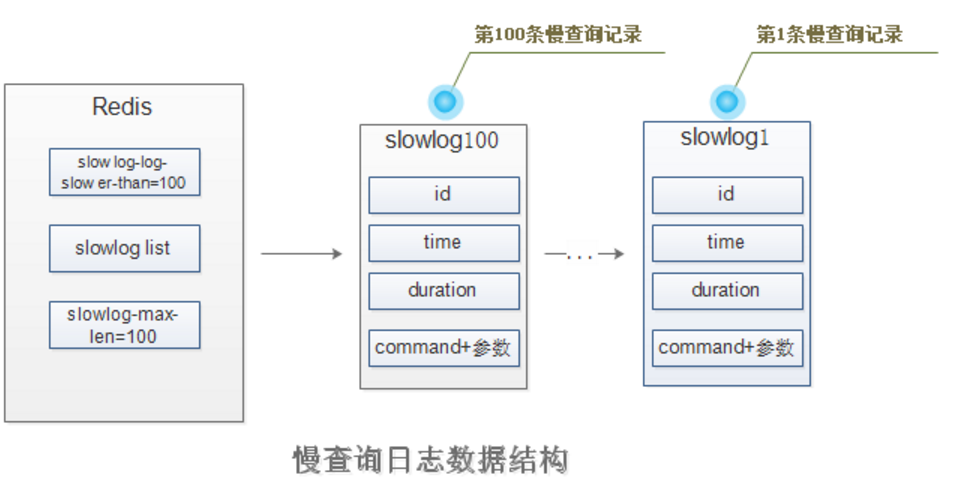 第100条慢查询记录
第1条慢查询记录
Redis
slow log-log-
slow er-than=100
slowlog list
slowlog-max-
len=100
slowlog100
id
time
duration
command+参数
...
slowlog1
id
time
duration
command+参数
慢查询日志数据结构